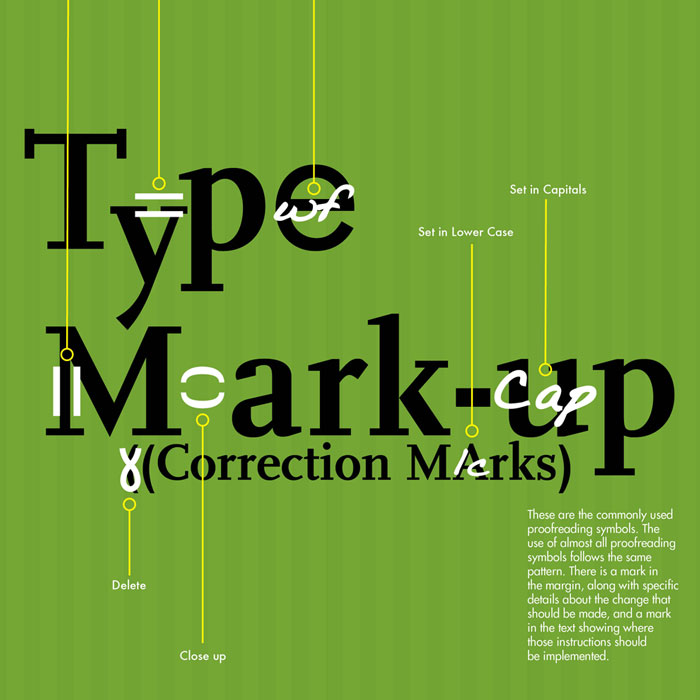 Type
wf
Set in Capitals
Set in Lower Case
Mark-up
Cap
((Correction MArks)
lc
Delete
Close up
These are the commonly used
proofreading symbols. The
use of almost all proofreading
symbols follows the same
pattern. There is a mark in
the margin, along with specific
details about the change that
should be made, and a mark
in the text showing where
those instructions should
be implemented.